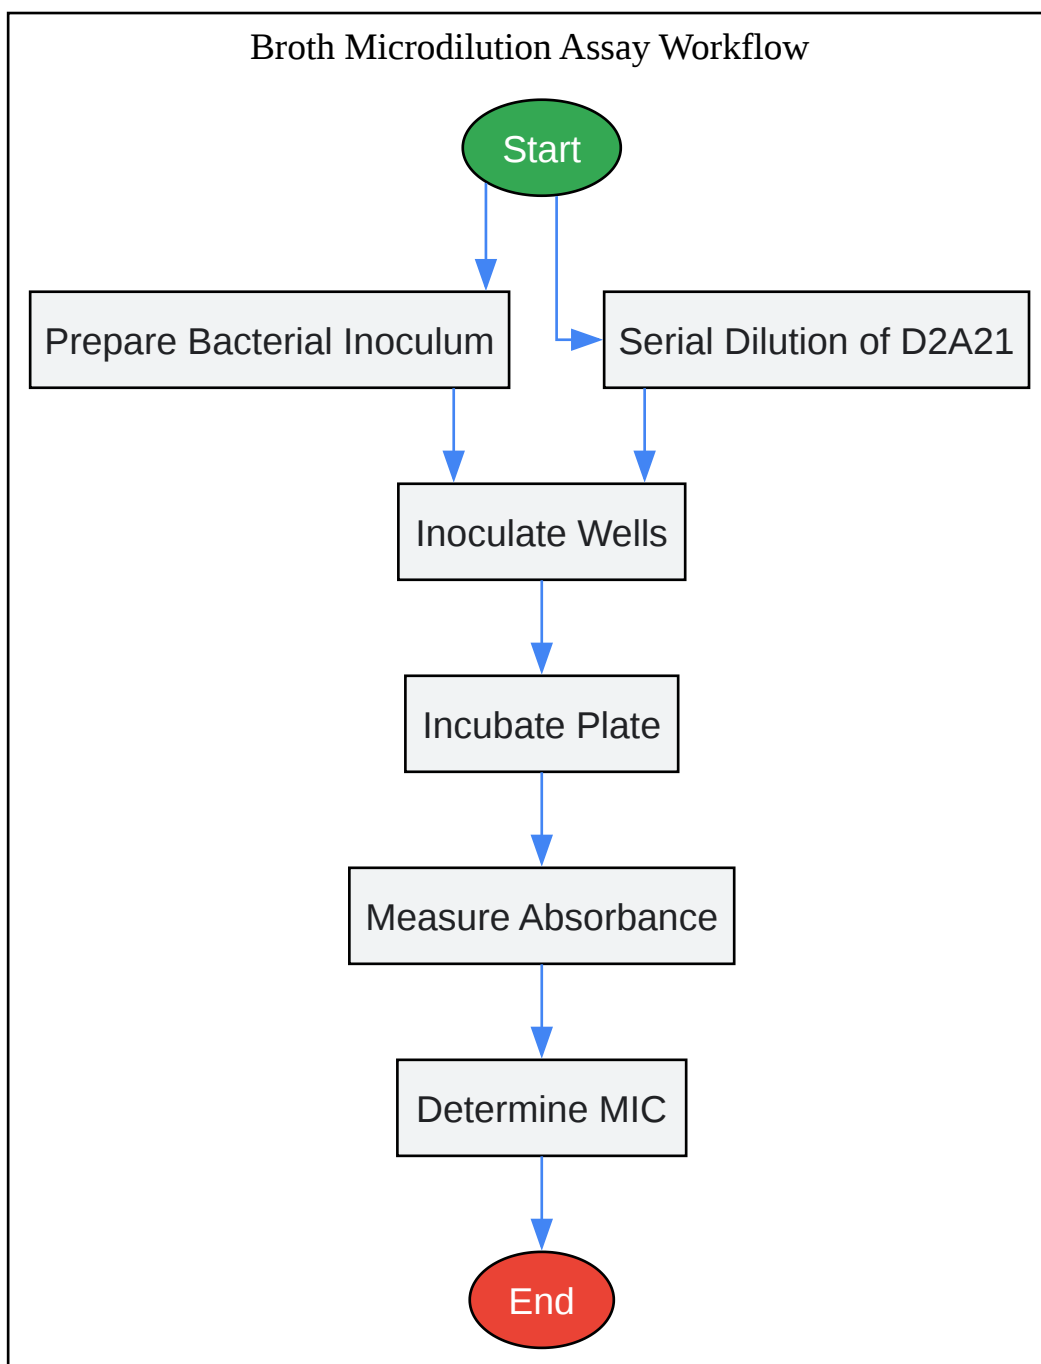 Broth Microdilution Assay Workflow
Start
Prepare Bacterial Inoculum
Serial Dilution of D2A21
Inoculate Wells
Incubate Plate
Measure Absorbance
Determine MIC
End